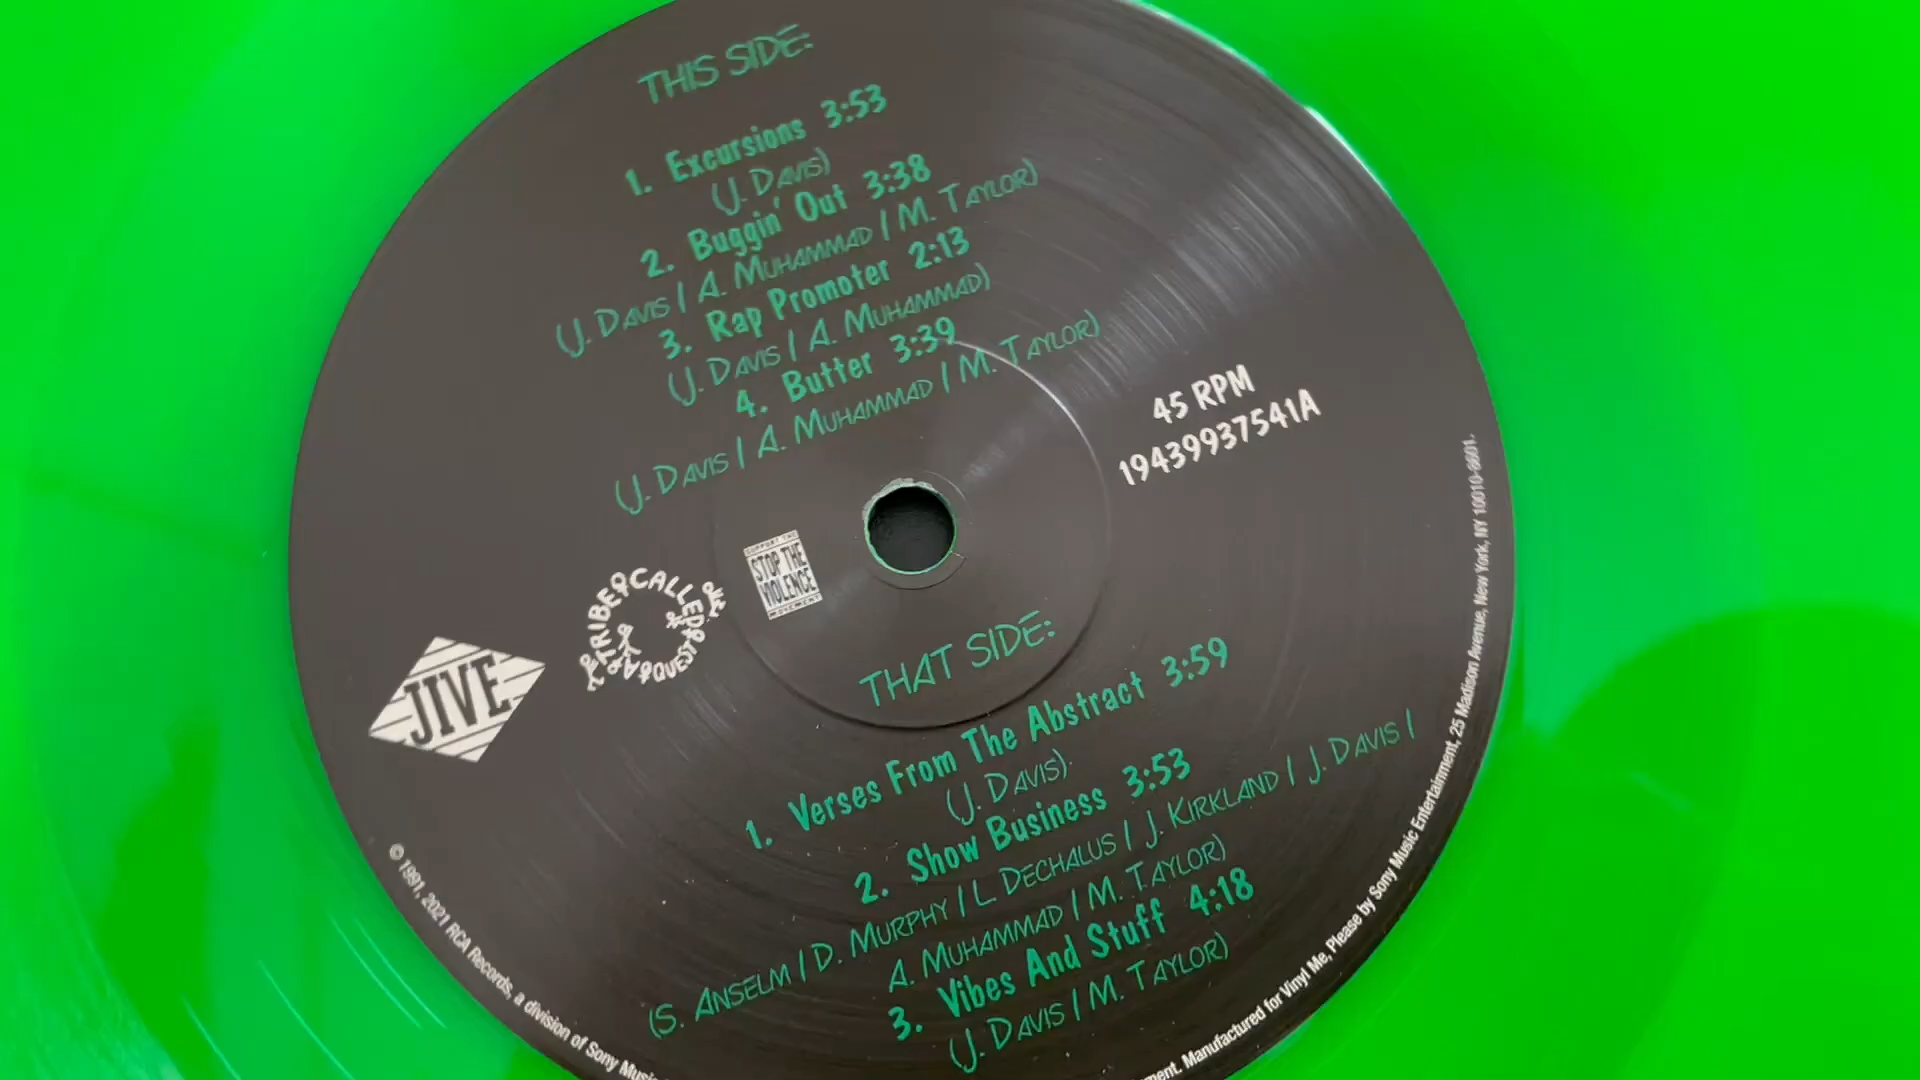 THIS SIDE:
1. Excursions 3:53
(J. DAVIS)
2. Buggin' Out 3:38
(J. DAVIS / A. MUHAMMAD / M. TAYLOR)
3. Rap Promoter 2:13
(J. DAVIS / A. MUHAMMAD)
4. Butter 3:39
(J. DAVIS / A. MUHAMMAD / M. TAYLOR)
45 RPM
19439937541A
JIVE
A TRIBE CALLED QUEST
SUPPORT THE
STOP THE
VIOLENCE
MOVEMENT
THAT SIDE:
1. Verses From The Abstract 3:59
(J. DAVIS)
2. Show Business 3:53
(S. ANSELM / D. MURPHY / L. DECHALUS / J. KIRKLAND / J. DAVIS /
A. MUHAMMAD / M. TAYLOR)
3. Vibes And Stuff 4:18
(J. DAVIS / M. TAYLOR)
© 1991, 2021 RCA Records, a division of Sony Music
Manufactured for Vinyl Me, Please by Sony Music Entertainment, 25 Madison Avenue, New York, NY 10010-8601.